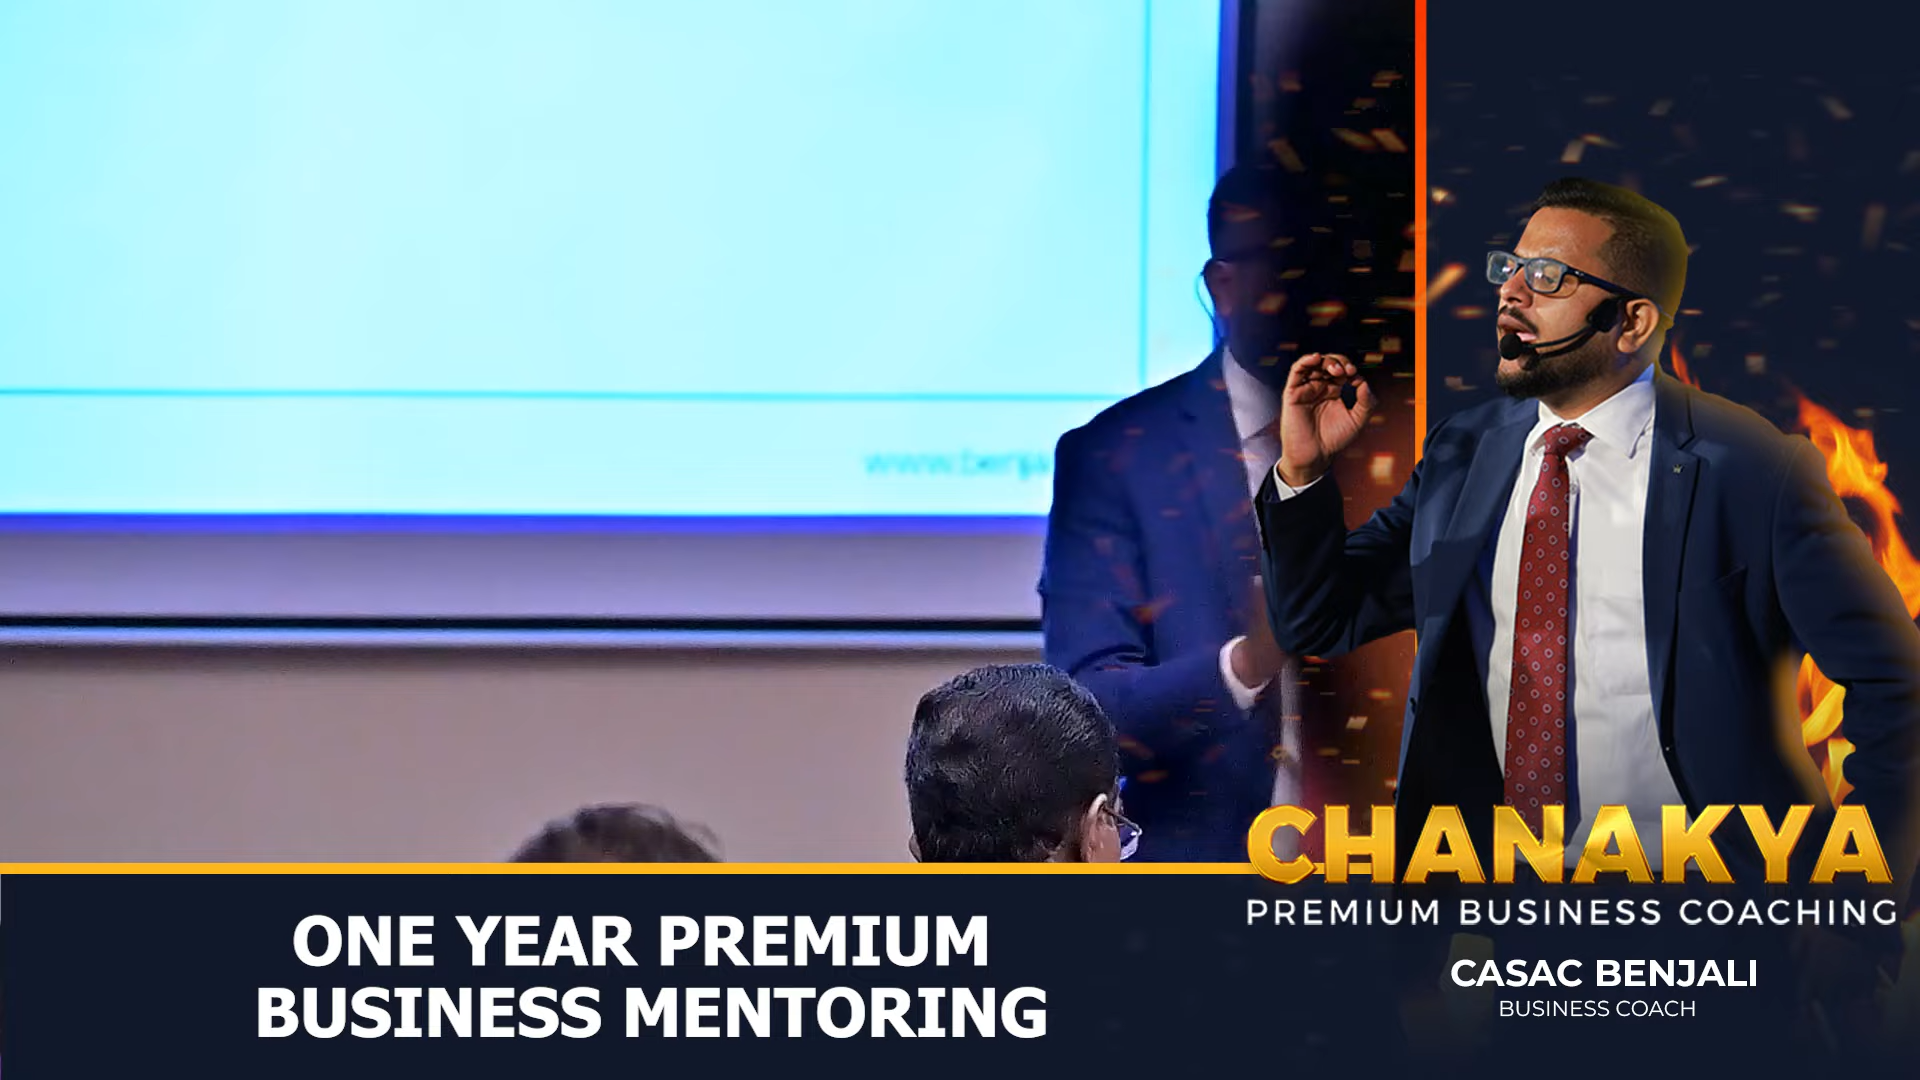 ONE YEAR PREMIUM
BUSINESS MENTORING
CHANAKYA
PREMIUM BUSINESS COACHING
CASAC BENJALI
BUSINESS COACH